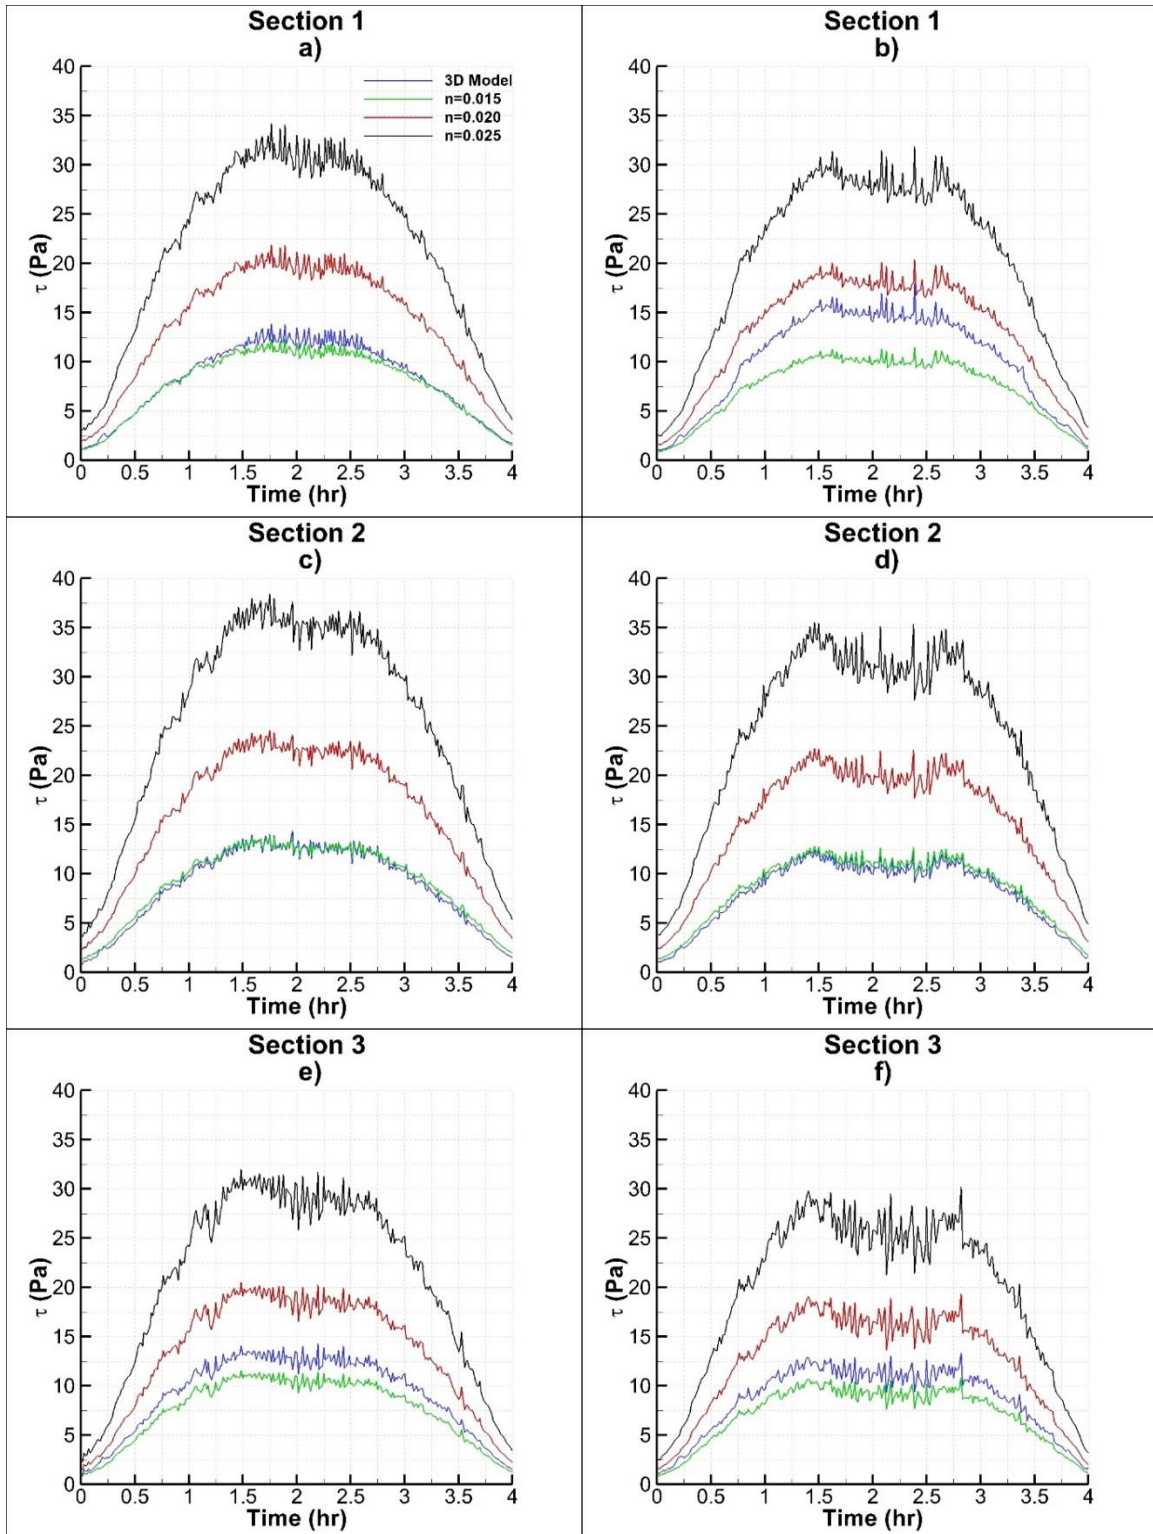 Section 1
a)
40
35
30
25
20
15
10
5
0
τ (Pa)
3D Model
n=0.015
n=0.020
n=0.025
0 0.5 1 1.5 2 2.5 3 3.5 4
Time (hr)
Section 1
b)
40
35
30
25
20
15
10
5
0
τ (Pa)
0 0.5 1 1.5 2 2.5 3 3.5 4
Time (hr)
Section 2
c)
40
35
30
25
20
15
10
5
0
τ (Pa)
0 0.5 1 1.5 2 2.5 3 3.5 4
Time (hr)
Section 2
d)
40
35
30
25
20
15
10
5
0
τ (Pa)
0 0.5 1 1.5 2 2.5 3 3.5 4
Time (hr)
Section 3
e)
40
35
30
25
20
15
10
5
0
τ (Pa)
0 0.5 1 1.5 2 2.5 3 3.5 4
Time (hr)
Section 3
f)
40
35
30
25
20
15
10
5
0
τ (Pa)
0 0.5 1 1.5 2 2.5 3 3.5 4
Time (hr)